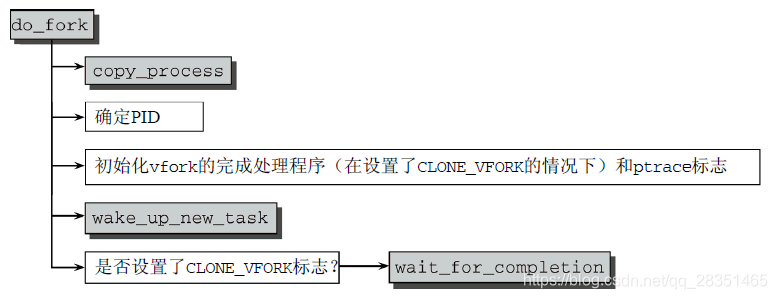 do_fork
copy_process
确定PID
初始化vfork的完成处理程序（在设置了CLONE_VFORK的情况下）和ptrace标志
wake_up_new_task
是否设置了CLONE_VFORK标志？
wait_for_completion
https://blog.csdn.net/qq_28351465